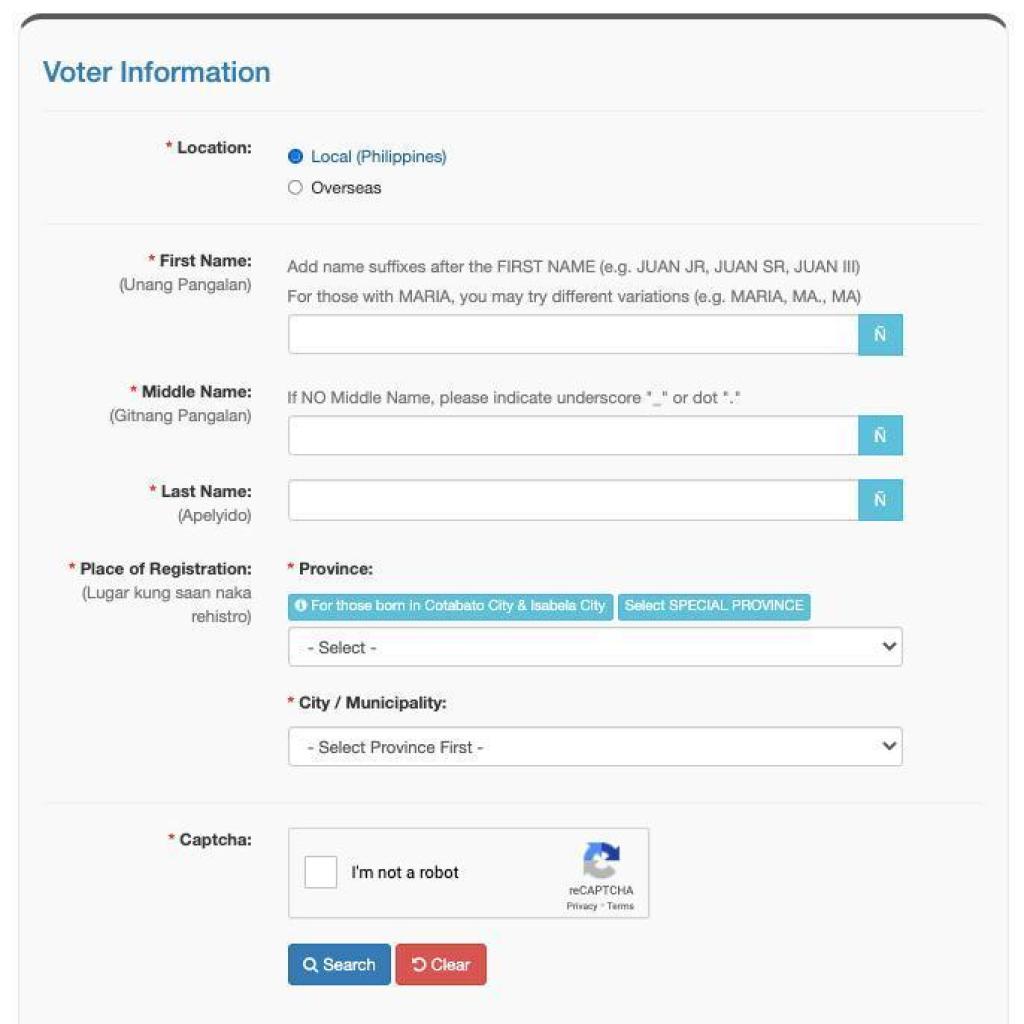 Voter Information
* Location:
Local (Philippines)
Overseas
* First Name:
(Unang Pangalan)
Add name suffixes after the FIRST NAME (e.g. JUAN JR, JUAN SR, JUAN III)
For those with MARIA, you may try different variations (e.g. MARIA, MA., MA)
Ñ
* Middle Name:
(Gitnang Pangalan)
If NO Middle Name, please indicate underscore "_" or dot "."
Ñ
* Last Name:
(Apelyido)
Ñ
* Place of Registration:
(Lugar kung saan naka
rehistro)
* Province:
For those born in Cotabato City & Isabela City
Select SPECIAL PROVINCE
- Select -
* City / Municipality:
- Select Province First -
* Captcha:
I'm not a robot
reCAPTCHA
Privacy - Terms
Search
Clear